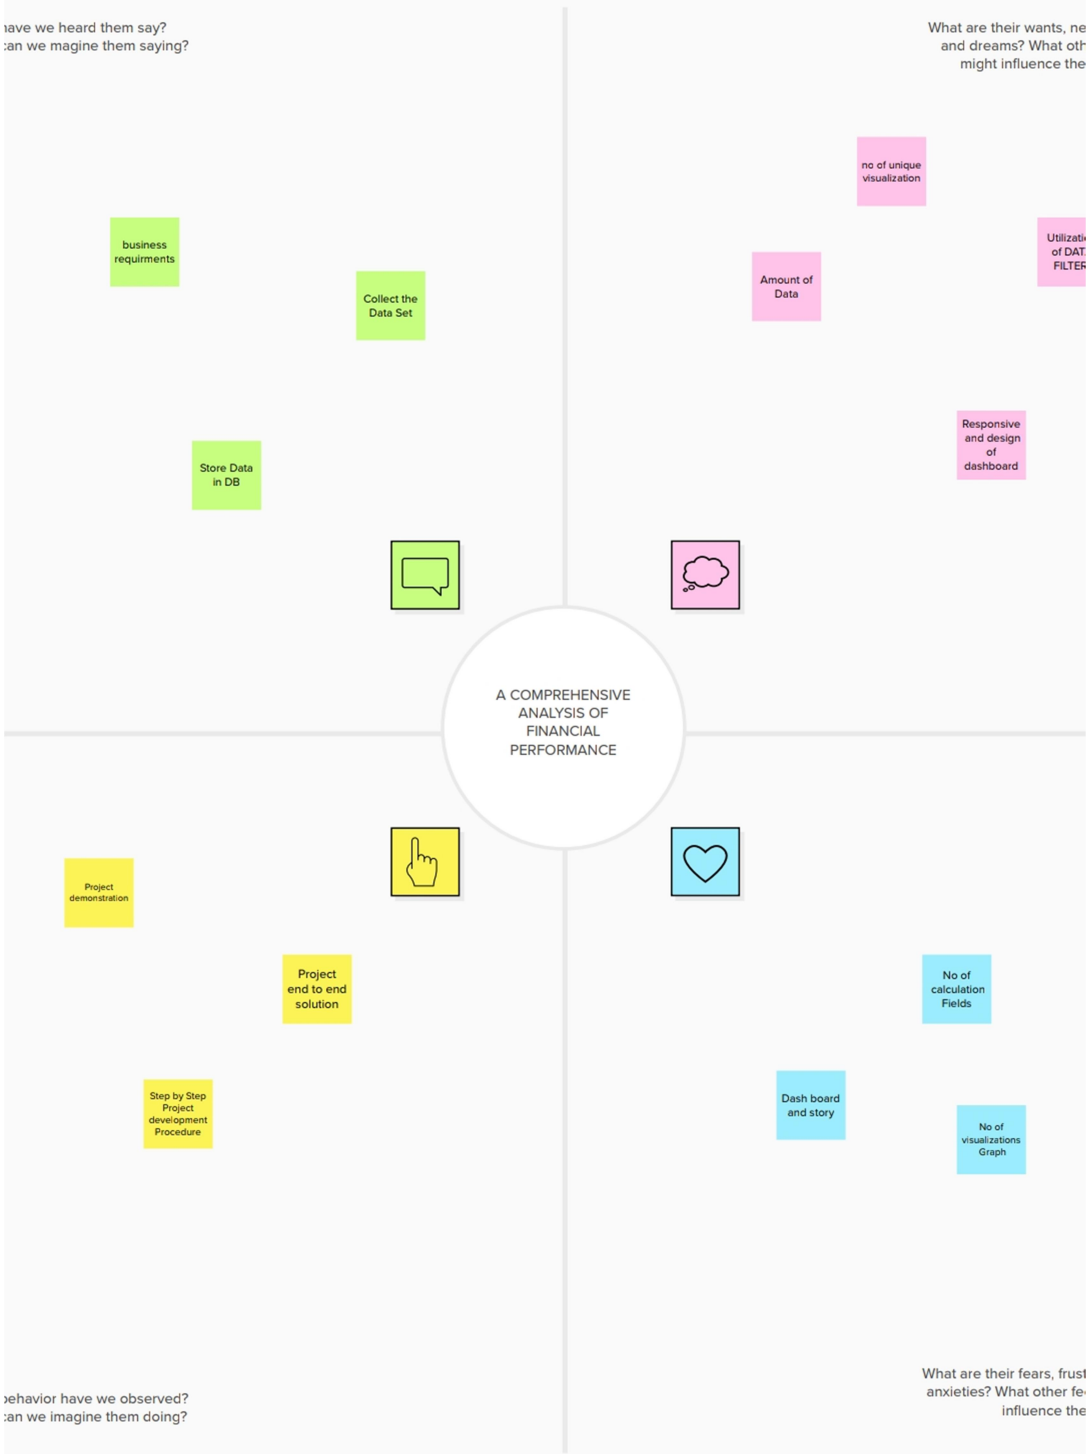 have we heard them say?
can we magine them saying?
What are their wants, ne
and dreams? What oth
might influence the
no of unique
visualization
business
requirments
Utilizati
of DAT
FILTER
Collect the
Data Set
Amount of
Data
Responsive
and design
of
dashboard
Store Data
in DB
A COMPREHENSIVE
ANALYSIS OF
FINANCIAL
PERFORMANCE
Project
demonstration
Project
end to end
solution
No of
calculation
Fields
Step by Step
Project
development
Procedure
Dash board
and story
No of
visualizations
Graph
behavior have we observed?
can we imagine them doing?
What are their fears, frust
anxieties? What other fe
influence the